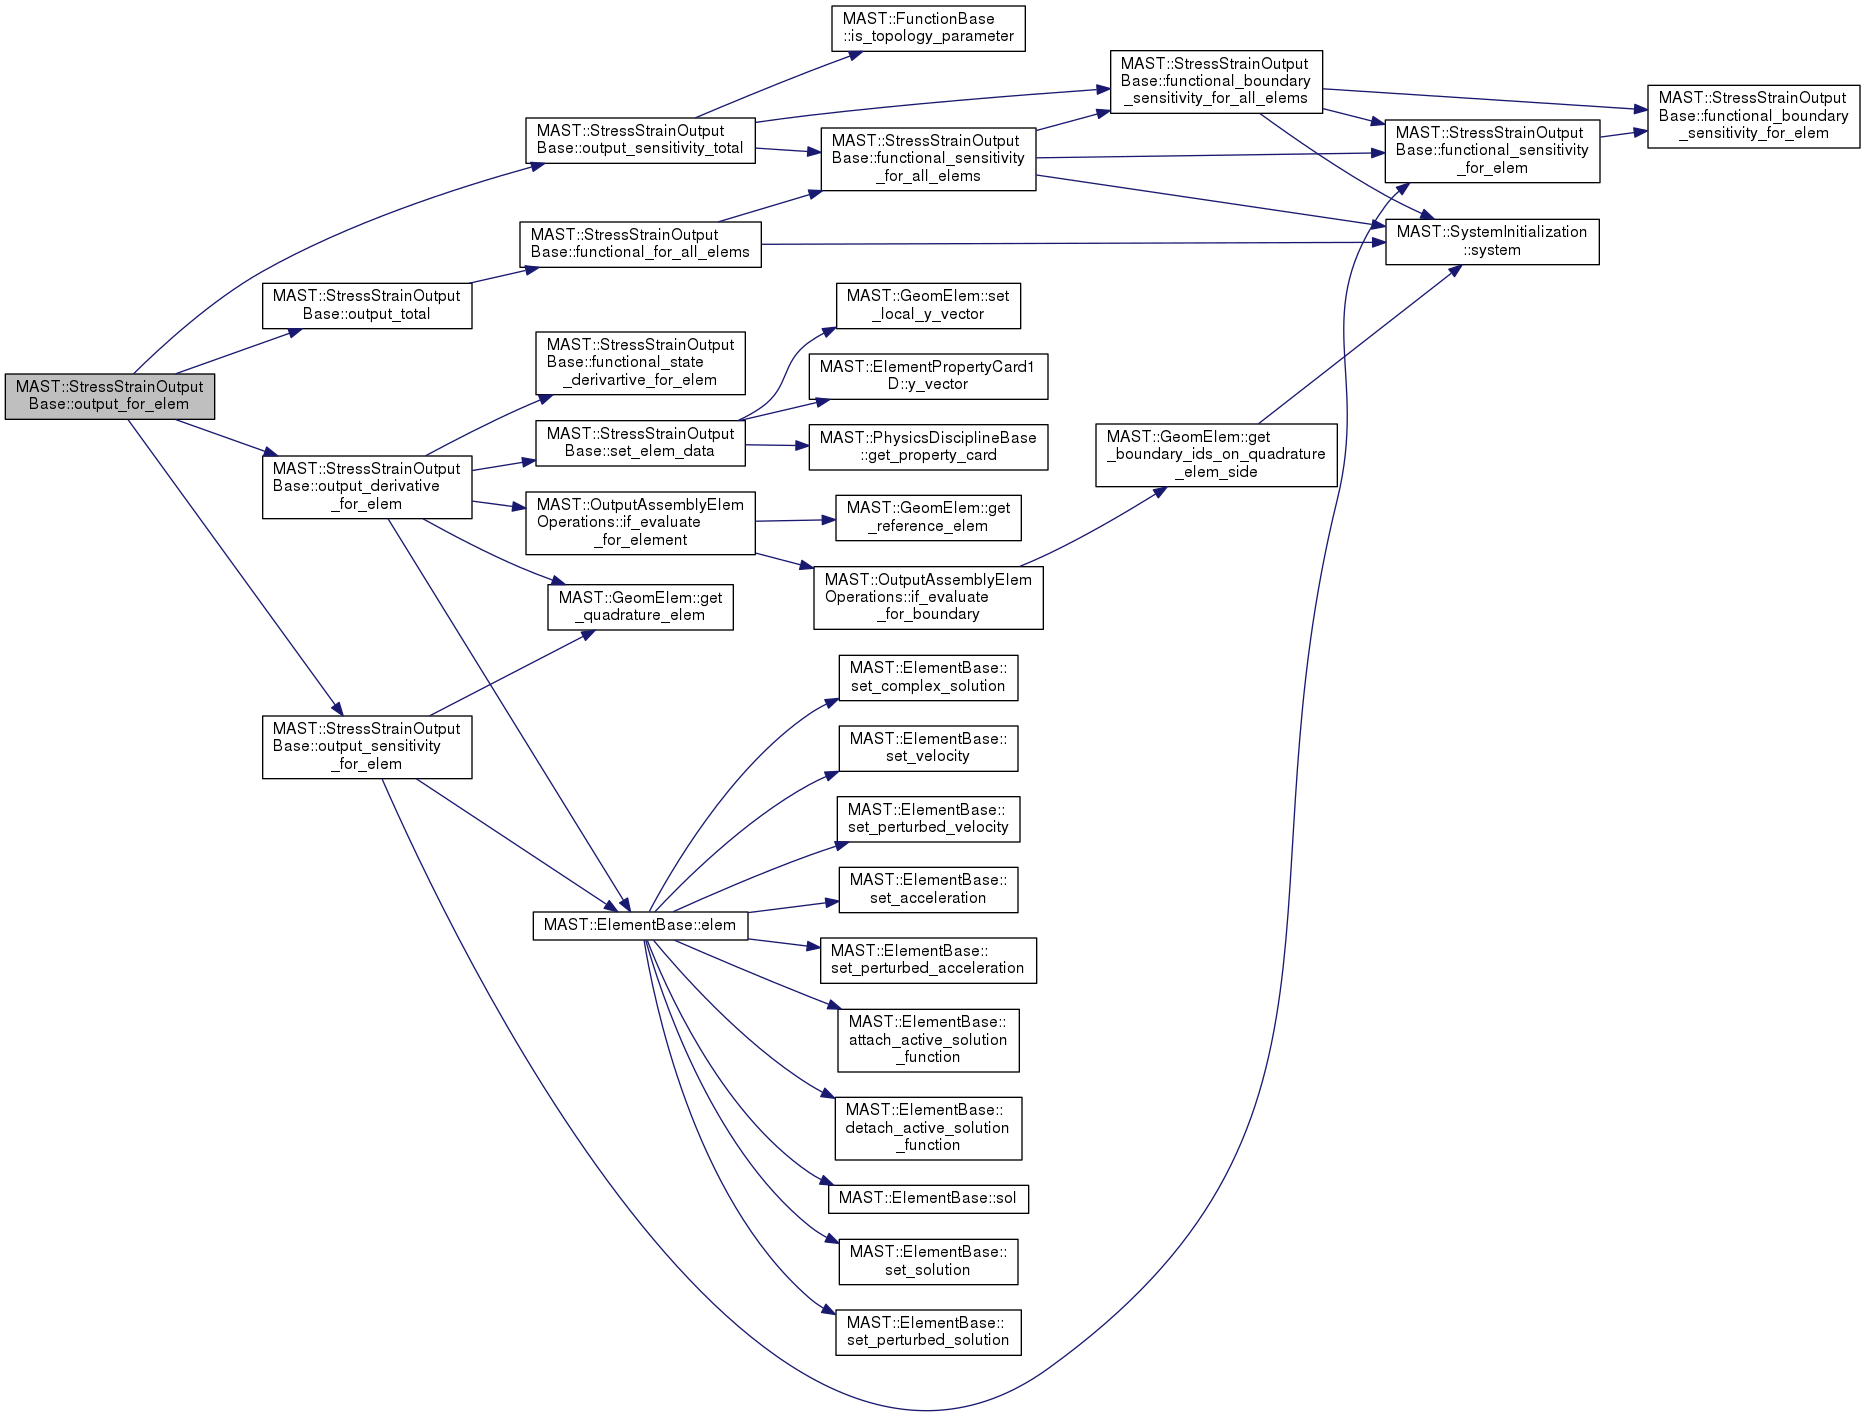 MAST::StressStrainOutput
Base::output_for_elem
MAST::StressStrainOutput
Base::output_sensitivity_total
MAST::StressStrainOutput
Base::functional_for_all_elems
MAST::StressStrainOutput
Base::output_total
MAST::StressStrainOutput
Base::output_derivative
_for_elem
MAST::StressStrainOutput
Base::output_sensitivity
_for_elem
MAST::StressStrainOutput
Base::functional_state
_derivartive_for_elem
MAST::StressStrainOutput
Base::set_elem_data
MAST::OutputAssemblyElem
Operations::if_evaluate
_for_element
MAST::GeomElem::get
_quadrature_elem
MAST::ElementBase::elem
MAST::FunctionBase
::is_topology_parameter
MAST::StressStrainOutput
Base::functional_sensitivity
_for_all_elems
MAST::GeomElem::set
_local_y_vector
MAST::ElementPropertyCard1
D::y_vector
MAST::PhysicsDisciplineBase
::get_property_card
MAST::GeomElem::get
_reference_elem
MAST::OutputAssemblyElem
Operations::if_evaluate
_for_boundary
MAST::ElementBase::
set_complex_solution
MAST::ElementBase::
set_velocity
MAST::ElementBase::
set_perturbed_velocity
MAST::ElementBase::
set_acceleration
MAST::ElementBase::
set_perturbed_acceleration
MAST::ElementBase::
attach_active_solution
_function
MAST::ElementBase::
detach_active_solution
_function
MAST::ElementBase::sol
MAST::ElementBase::
set_solution
MAST::ElementBase::
set_perturbed_solution
MAST::StressStrainOutput
Base::functional_boundary
_sensitivity_for_all_elems
MAST::GeomElem::get
_boundary_ids_on_quadrature
_elem_side
MAST::StressStrainOutput
Base::functional_sensitivity
_for_elem
MAST::SystemInitialization
::system
MAST::StressStrainOutput
Base::functional_boundary
_sensitivity_for_elem